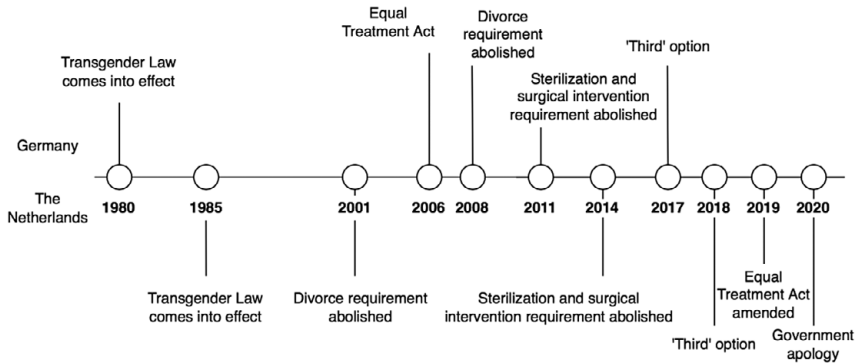 Equal
Treatment Act
Divorce
requirement
abolished
'Third' option
Transgender Law
comes into effect
Sterilization and
surgical intervention
requirement abolished
Germany
The
Netherlands
1980 1985 2001 2006 2008 2011 2014 2017 2018 2019 2020
Transgender Law
comes into effect
Divorce requirement
abolished
Sterilization and surgical
intervention requirement abolished
'Third' option
Equal
Treatment Act
amended
Government
apology